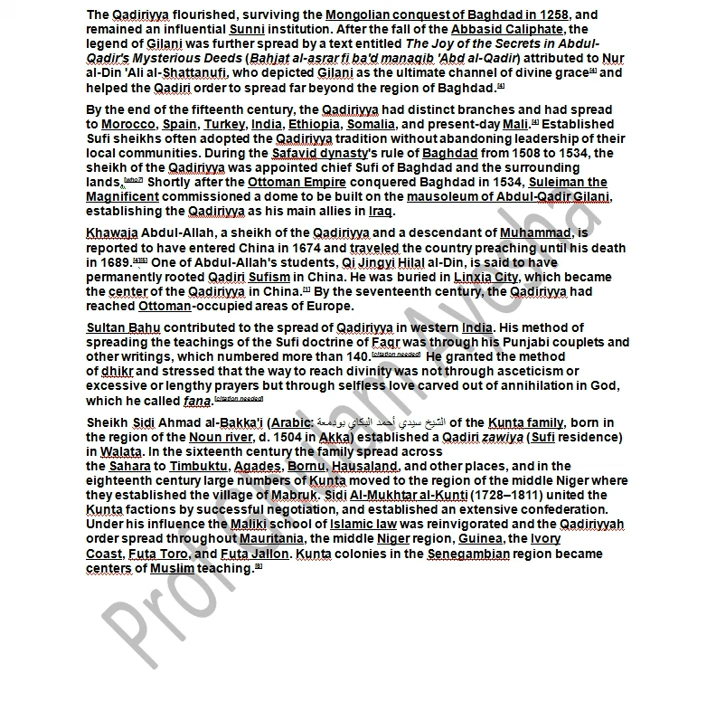 The Qadiriyya flourished, surviving the Mongolian conquest of Baghdad in 1258, and
remained an influential Sunni institution. After the fall of the Abbasid Caliphate, the
legend of Gilani was further spread by a text entitled The Joy of the Secrets in Abdul-
Qadir's Mysterious Deeds (Bahjat al-asrar fi ba'd manaqib 'Abd al-Qadir) attributed to Nur
al-Din 'Ali al-Shattanufi, who depicted Gilani as the ultimate channel of divine grace[4] and
helped the Qadiri order to spread far beyond the region of Baghdad.[4]
By the end of the fifteenth century, the Qadiriyya had distinct branches and had spread
to Morocco, Spain, Turkey, India, Ethiopia, Somalia, and present-day Mali.[4] Established
Sufi sheikhs often adopted the Qadiriyya tradition without abandoning leadership of their
local communities. During the Safavid dynasty's rule of Baghdad from 1508 to 1534, the
sheikh of the Qadiriyya was appointed chief Sufi of Baghdad and the surrounding
lands.[who?] Shortly after the Ottoman Empire conquered Baghdad in 1534, Suleiman the
Magnificent commissioned a dome to be built on the mausoleum of Abdul-Qadir Gilani,
establishing the Qadiriyya as his main allies in Iraq.
Khawaja Abdul-Allah, a sheikh of the Qadiriyya and a descendant of Muhammad, is
reported to have entered China in 1674 and traveled the country preaching until his death
in 1689.[4][5] One of Abdul-Allah's students, Qi Jingyi Hilal al-Din, is said to have
permanently rooted Qadiri Sufism in China. He was buried in Linxia City, which became
the center of the Qadiriyya in China.[1] By the seventeenth century, the Qadiriyya had
reached Ottoman-occupied areas of Europe.
Sultan Bahu contributed to the spread of Qadiriyya in western India. His method of
spreading the teachings of the Sufi doctrine of Faqr was through his Punjabi couplets and
other writings, which numbered more than 140.[citation needed] He granted the method
of dhikr and stressed that the way to reach divinity was not through asceticism or
excessive or lengthy prayers but through selfless love carved out of annihilation in God,
which he called fana.[citation needed]
Sheikh Sidi Ahmad al-Bakka'i (Arabic: الشيخ سيدي أحمد البكاي بودمعة of the Kunta family, born in
the region of the Noun river, d. 1504 in Akka) established a Qadiri zawiya (Sufi residence)
in Walata. In the sixteenth century the family spread across
the Sahara to Timbuktu, Agades, Bornu, Hausaland, and other places, and in the
eighteenth century large numbers of Kunta moved to the region of the middle Niger where
they established the village of Mabruk. Sidi Al-Mukhtar al-Kunti (1728–1811) united the
Kunta factions by successful negotiation, and established an extensive confederation.
Under his influence the Maliki school of Islamic law was reinvigorated and the Qadiriyyah
order spread throughout Mauritania, the middle Niger region, Guinea, the Ivory
Coast, Futa Toro, and Futa Jallon. Kunta colonies in the Senegambian region became
centers of Muslim teaching.[6]
Prof Ghulam Ayesha